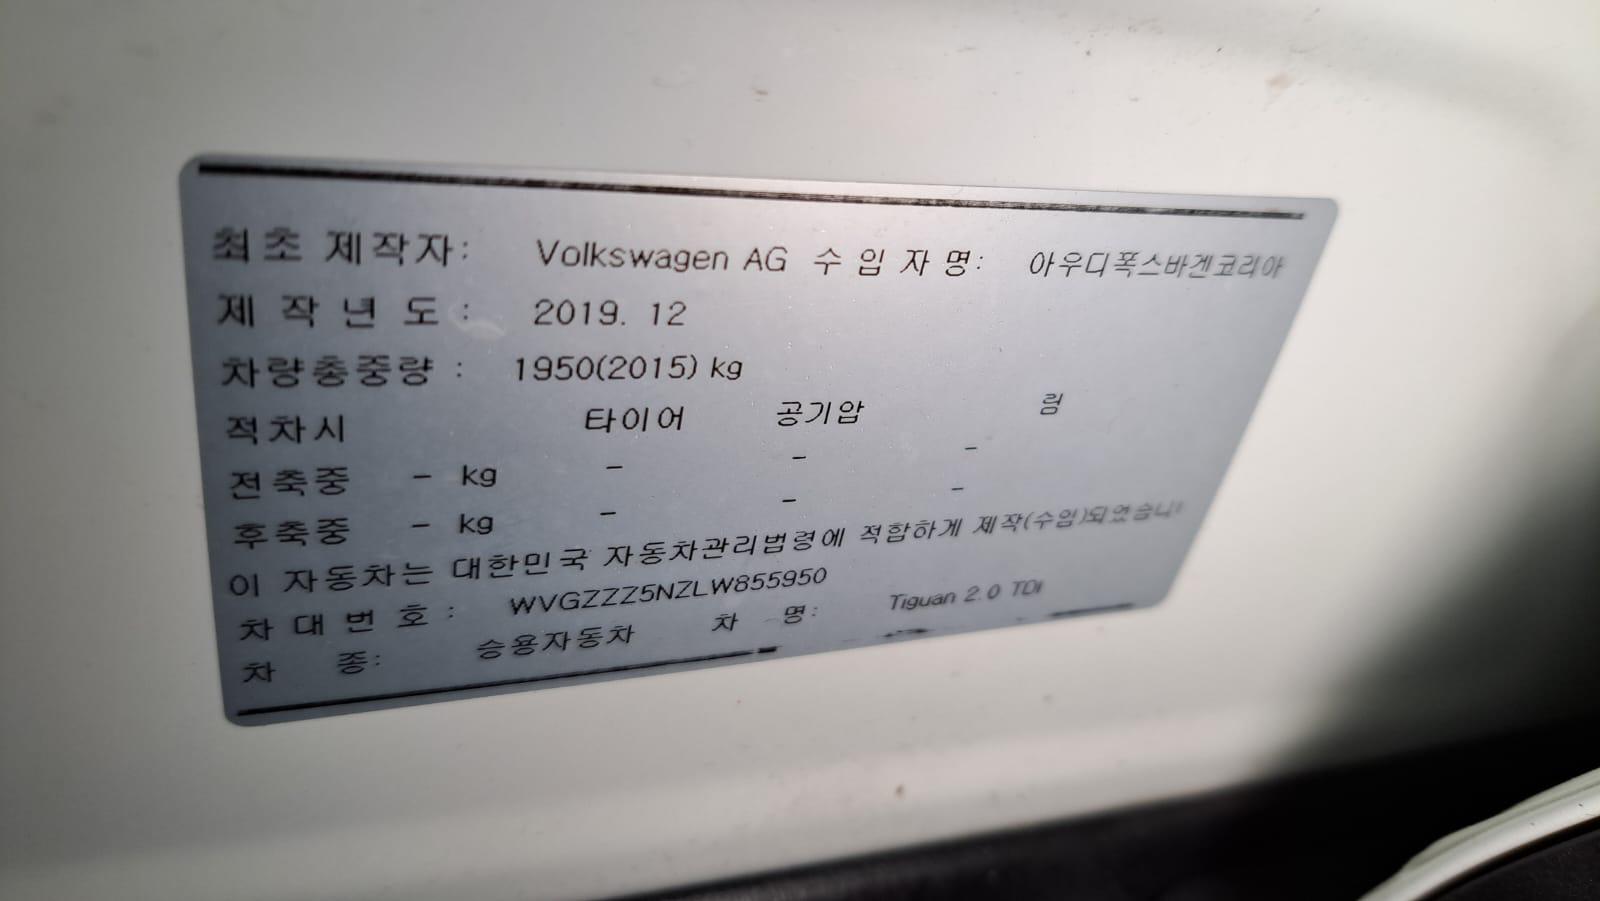 최초 제작자: Volkswagen AG 수 입 자 명: 아우디폭스바겐코리아
제 작 년 도 : 2019. 12
차량총중량 : 1950(2015) kg
적차시 타이어 공기압 림
전축중 - kg - - -
후축중 - kg - - -
이 자동차는 대한민국 자동차관리법령에 적합하게 제작(수입)되었습니
차 대 번 호 : WVGZZZ5NZLW855950
차 종: 승용자동차 차 명: Tiguan 2.0 TDI